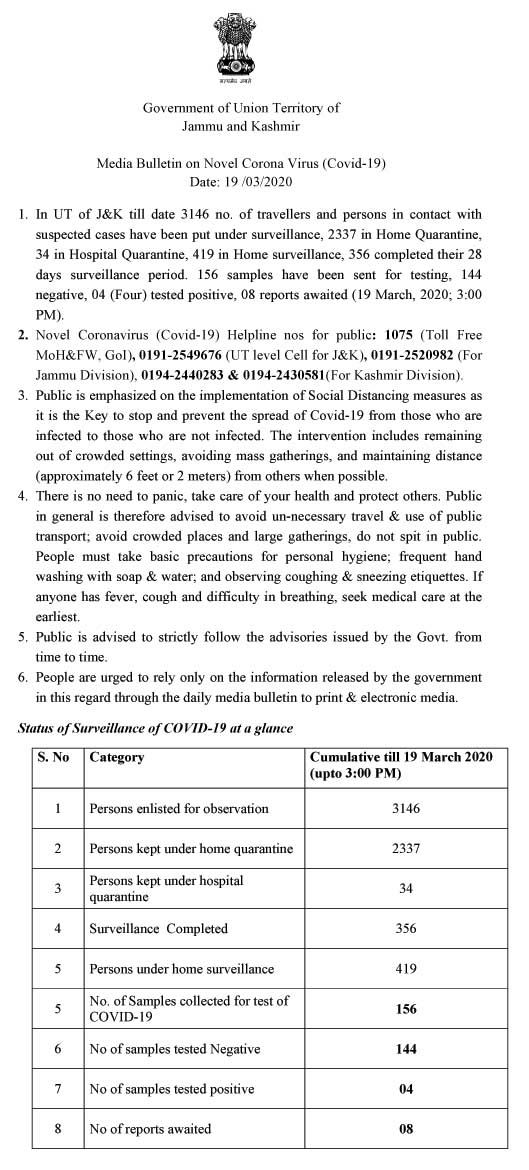 सत्यमेव जयते
Government of Union Territory of
Jammu and Kashmir
Media Bulletin on Novel Corona Virus (Covid-19)
Date: 19 /03/2020
1. In UT of J&K till date 3146 no. of travellers and persons in contact with
suspected cases have been put under surveillance, 2337 in Home Quarantine,
34 in Hospital Quarantine, 419 in Home surveillance, 356 completed their 28
days surveillance period. 156 samples have been sent for testing, 144
negative, 04 (Four) tested positive, 08 reports awaited (19 March, 2020; 3:00
PM).
2. Novel Coronavirus (Covid-19) Helpline nos for public: 1075 (Toll Free
MoH&FW, GoI), 0191-2549676 (UT level Cell for J&K), 0191-2520982 (For
Jammu Division), 0194-2440283 & 0194-2430581(For Kashmir Division).
3. Public is emphasized on the implementation of Social Distancing measures as
it is the Key to stop and prevent the spread of Covid-19 from those who are
infected to those who are not infected. The intervention includes remaining
out of crowded settings, avoiding mass gatherings, and maintaining distance
(approximately 6 feet or 2 meters) from others when possible.
4. There is no need to panic, take care of your health and protect others. Public
in general is therefore advised to avoid un-necessary travel & use of public
transport; avoid crowded places and large gatherings, do not spit in public.
People must take basic precautions for personal hygiene; frequent hand
washing with soap & water; and observing coughing & sneezing etiquettes. If
anyone has fever, cough and difficulty in breathing, seek medical care at the
earliest.
5. Public is advised to strictly follow the advisories issued by the Govt. from
time to time.
6. People are urged to rely only on the information released by the government
in this regard through the daily media bulletin to print & electronic media.
Status of Surveillance of COVID-19 at a glance
S. No Category Cumulative till 19 March 2020
(upto 3:00 PM)
1 Persons enlisted for observation 3146
2 Persons kept under home quarantine 2337
3 Persons kept under hospital
quarantine 34
4 Surveillance Completed 356
5 Persons under home surveillance 419
5 No. of Samples collected for test of
COVID-19 156
6 No of samples tested Negative 144
7 No of samples tested positive 04
8 No of reports awaited 08